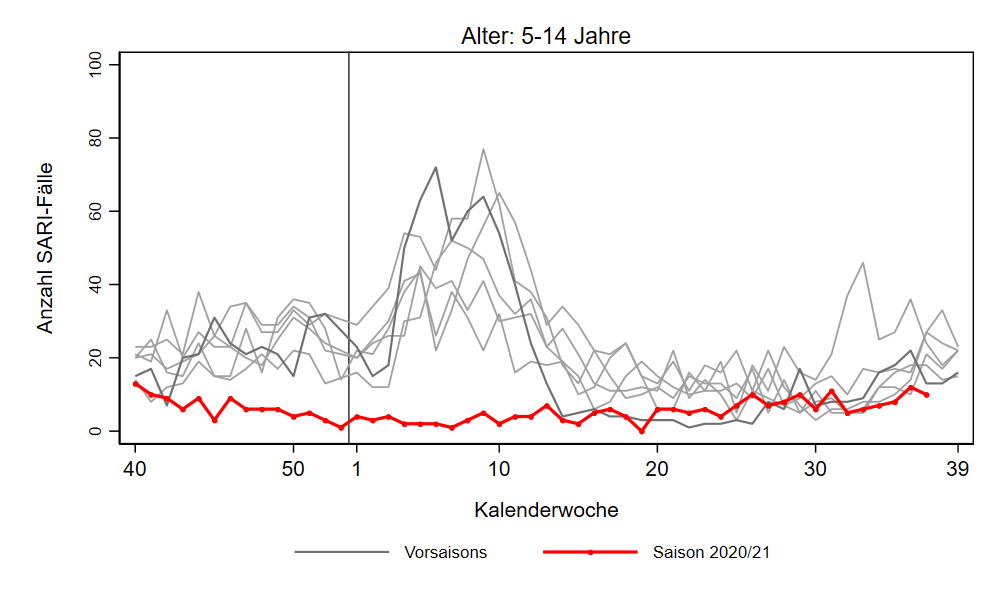 Alter: 5-14 Jahre
Anzahl SARI-Fälle
100
80
60
40
20
0
40 50 1 10 20 30 39
Kalenderwoche
Vorsaisons Saison 2020/21